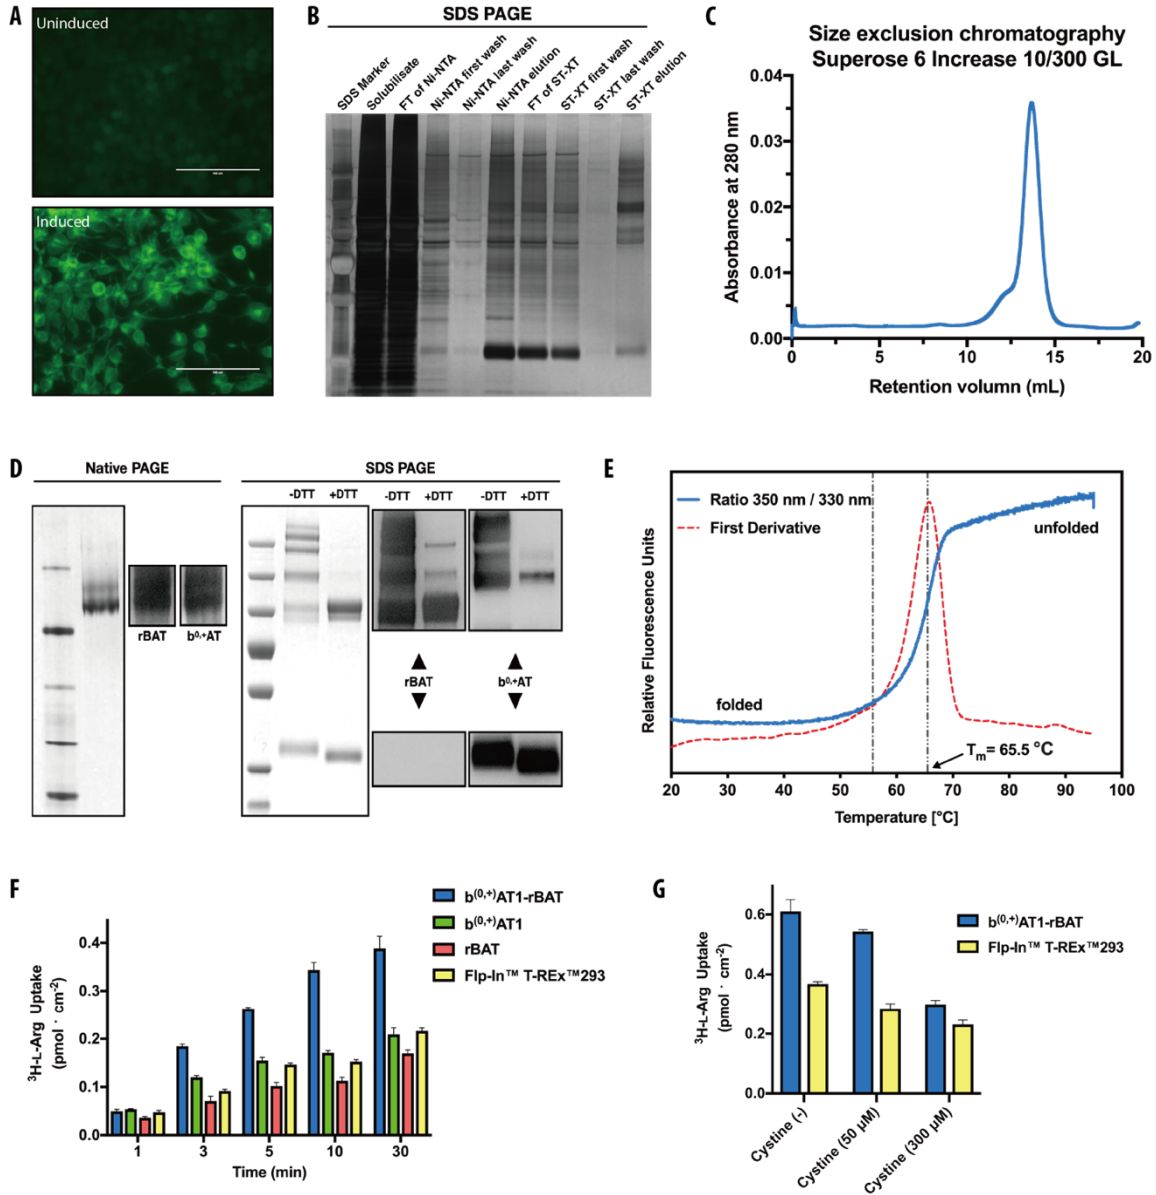 A
Uninduced
Induced
B
SDS PAGE
SDS Marker
Solubilisate
FT of Ni-NTA
Ni-NTA first wash
Ni-NTA last wash
Ni-NTA elution
FT of ST-XT
ST-XT first wash
ST-XT last wash
ST-XT elution
C
Size exclusion chromatography
Superose 6 Increase 10/300 GL
Absorbance at 280 nm
0.04
0.03
0.02
0.01
0.00
0 5 10 15 20
Retention volumn (mL)
D
Native PAGE
rBAT b⁰,⁺AT
SDS PAGE
-DTT +DTT -DTT +DTT -DTT +DTT
rBAT b⁰,⁺AT
E
Relative Fluorescence Units
Ratio 350 nm / 330 nm
First Derivative
unfolded
folded
Tm= 65.5 °C
20 30 40 50 60 70 80 90 100
Temperature [°C]
F
³H-L-Arg Uptake
(pmol · cm⁻²)
0.4
0.3
0.2
0.1
0.0
1 3 5 10 30
Time (min)
b⁽⁰,⁺⁾AT1-rBAT
b⁽⁰,⁺⁾AT1
rBAT
Flp-In™ T-REx™293
G
³H-L-Arg Uptake
(pmol · cm⁻²)
0.6
0.4
0.2
0.0
Cystine (-)
Cystine (50 µM)
Cystine (300 µM)
b⁽⁰,⁺⁾AT1-rBAT
Flp-In™ T-REx™293